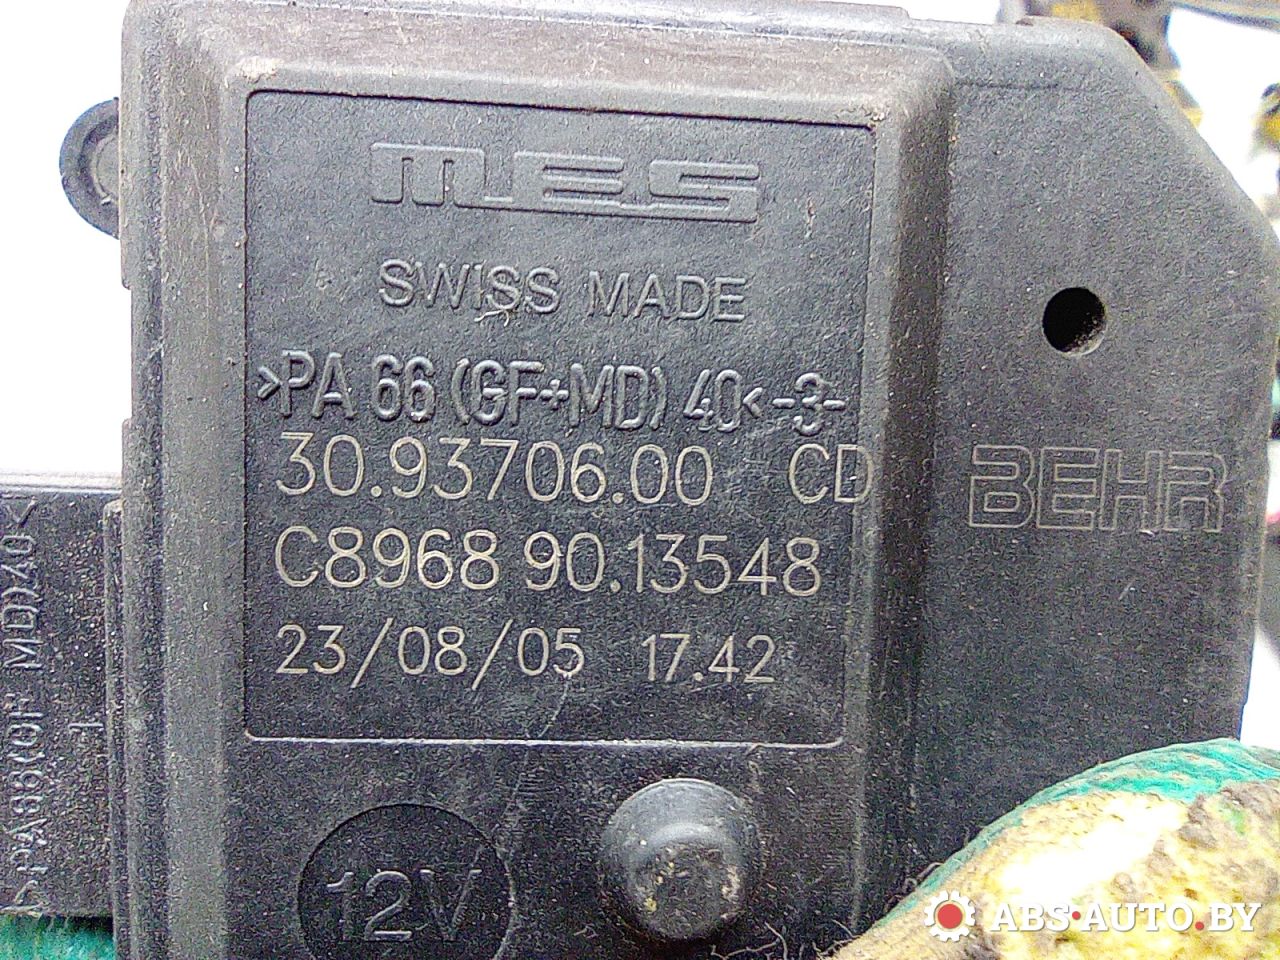 MES
SWISS MADE
>PA 66 (GF+MD) 40< -3-
30.93706.00 CD
C8968 90.13548
23/08/05 17.42
BEHR
12V
ABS-AUTO.BY